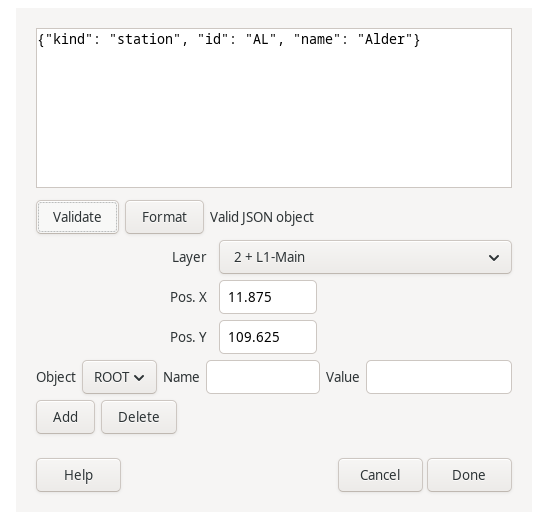 {"kind": "station", "id": "AL", "name": "Alder"}
Validate Format Valid JSON object
Layer 2 + L1-Main
Pos. X 11.875
Pos. Y 109.625
Object ROOT Name Value
Add Delete
Help Cancel Done